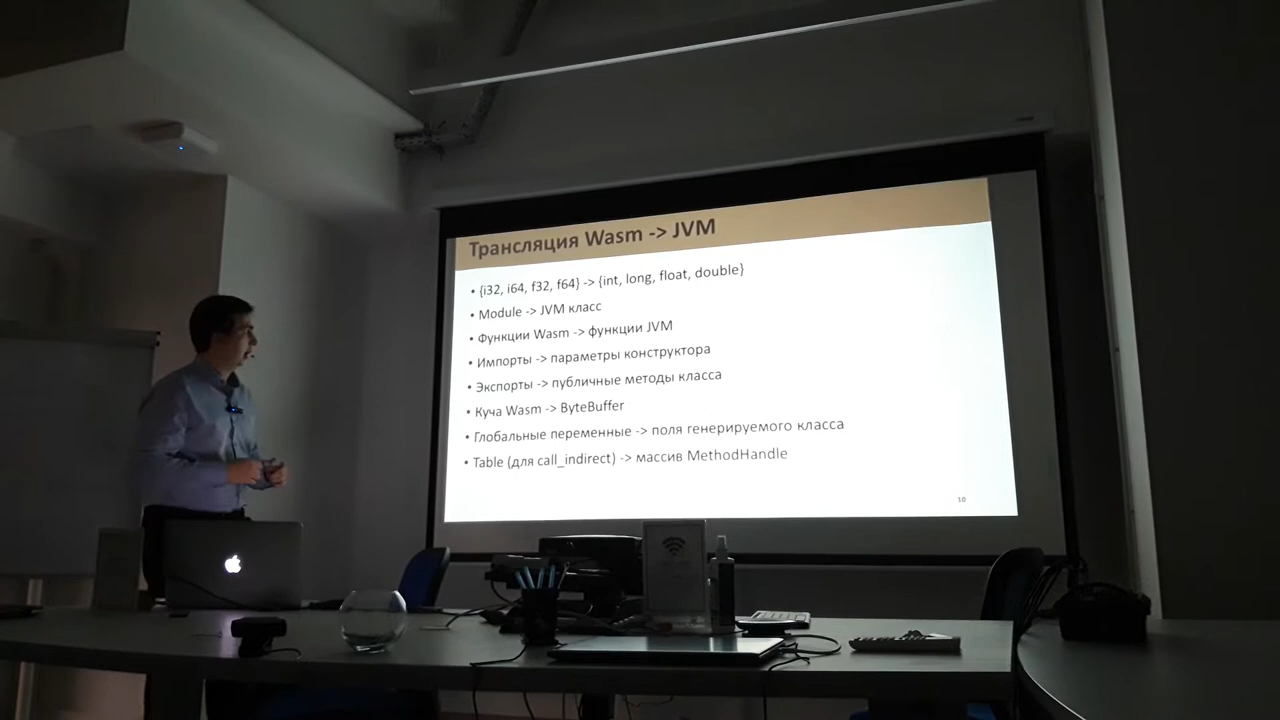 Трансляция Wasm -> JVM
• {i32, i64, f32, f64} -> {int, long, float, double}
• Module -> JVM класс
• Функции Wasm -> функции JVM
• Импорты -> параметры конструктора
• Экспорты -> публичные методы класса
• Куча Wasm -> ByteBuffer
• Глобальные переменные -> поля генерируемого класса
• Table (для call_indirect) -> массив MethodHandle
10